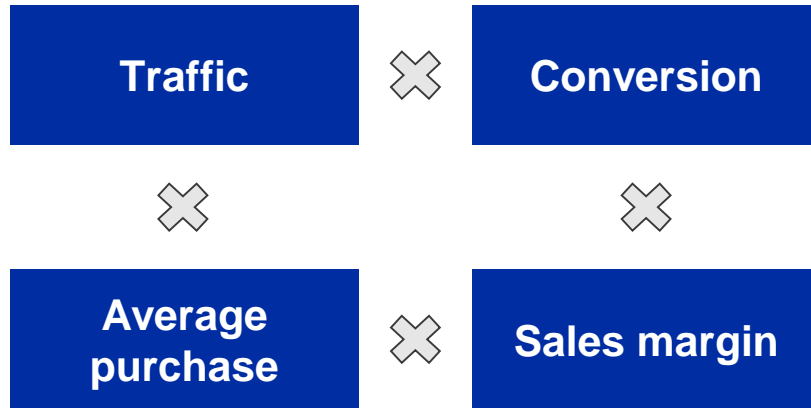 Traffic
Conversion
Average
purchase
Sales margin